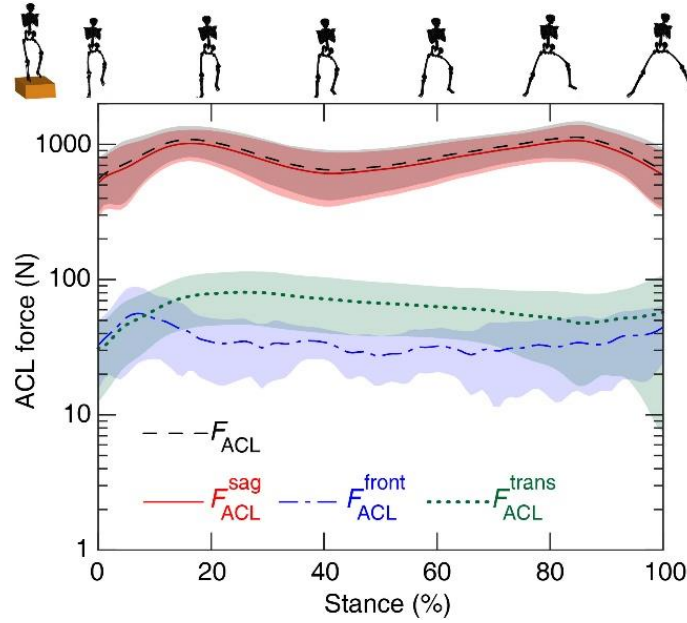 1000
100
10
1
ACL force (N)
F_ACL
F_ACL^sag F_ACL^front F_ACL^trans
0 20 40 60 80 100
Stance (%)